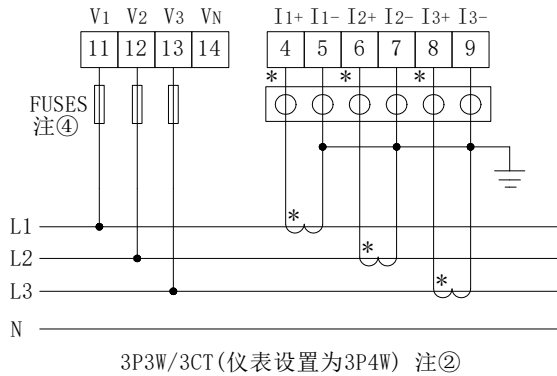 V1 V2 V3 VN I1+ I1- I2+ I2- I3+ I3-
11 12 13 14 4 5 6 7 8 9
* * *
FUSES
注④
L1 *
L2 *
L3 *
N
3P3W/3CT(仪表设置为3P4W) 注②